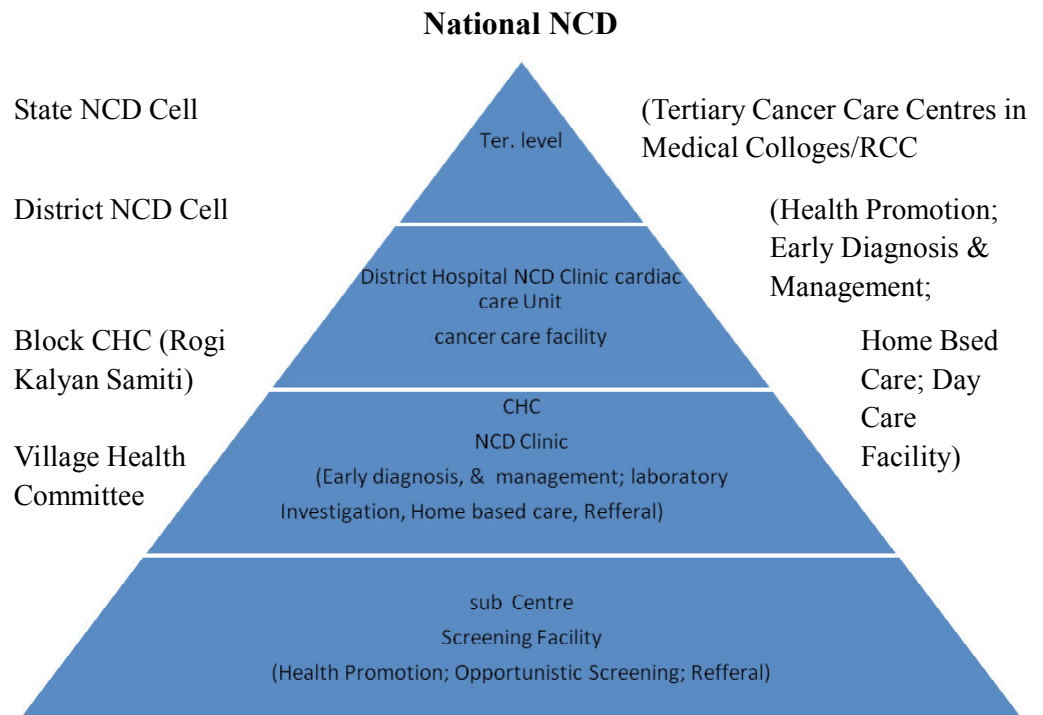 National NCD
State NCD Cell
Ter. level
(Tertiary Cancer Care Centres in
Medical Colloges/RCC
District NCD Cell
(Health Promotion;
Early Diagnosis &
Management;
District Hospital NCD Clinic cardiac
care Unit
cancer care facility
Block CHC (Rogi
Kalyan Samiti)
Home Bsed
Care; Day
Care
Facility)
CHC
NCD Clinic
(Early diagnosis, & management; laboratory
Investigation, Home based care, Refferal)
Village Health
Committee
sub Centre
Screening Facility
(Health Promotion; Opportunistic Screening; Refferal)